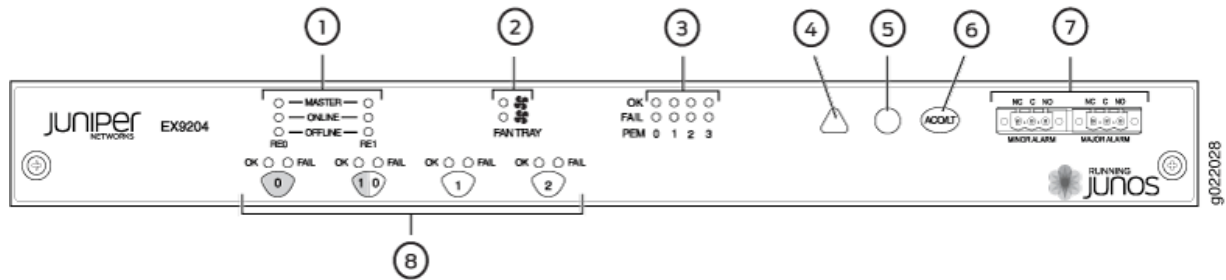 1 2 3 4 5 6 7
JUNIPER
NETWORKS
EX9204
MASTER
ONLINE
OFFLINE
RE0 RE1
FAN TRAY
OK
FAIL
PEM 0 1 2 3
ACO/LT
NC C NO NC C NO
MINOR ALARM MAJOR ALARM
OK FAIL OK FAIL OK FAIL OK FAIL
0 1 0 1 2
RUNNING
JUNOS
8
g022028